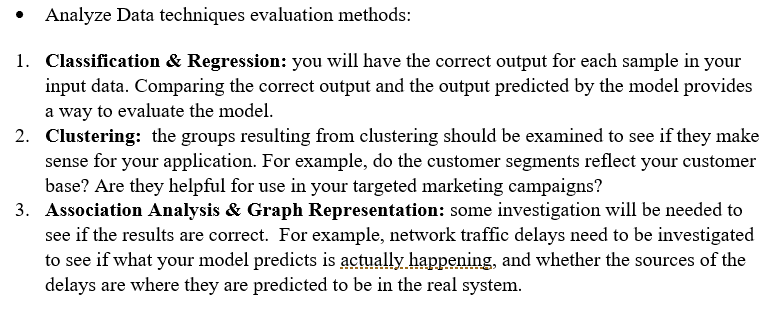 • Analyze Data techniques evaluation methods:
1. Classification & Regression: you will have the correct output for each sample in your
input data. Comparing the correct output and the output predicted by the model provides
a way to evaluate the model.
2. Clustering:  the groups resulting from clustering should be examined to see if they make
sense for your application. For example, do the customer segments reflect your customer
base? Are they helpful for use in your targeted marketing campaigns?
3. Association Analysis & Graph Representation: some investigation will be needed to
see if the results are correct.  For example, network traffic delays need to be investigated
to see if what your model predicts is actually happening, and whether the sources of the
delays are where they are predicted to be in the real system.